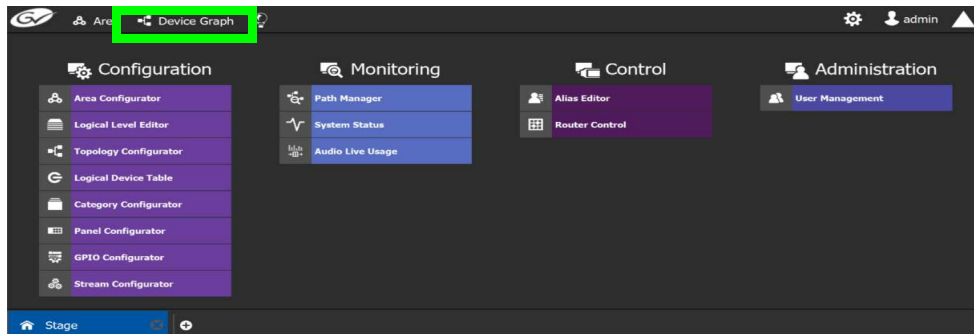 GV Are Device Graph admin
Configuration Monitoring Control Administration
Area Configurator Path Manager Alias Editor User Management
Logical Level Editor System Status Router Control
Topology Configurator Audio Live Usage
Logical Device Table
Category Configurator
Panel Configurator
GPIO Configurator
Stream Configurator
Stage